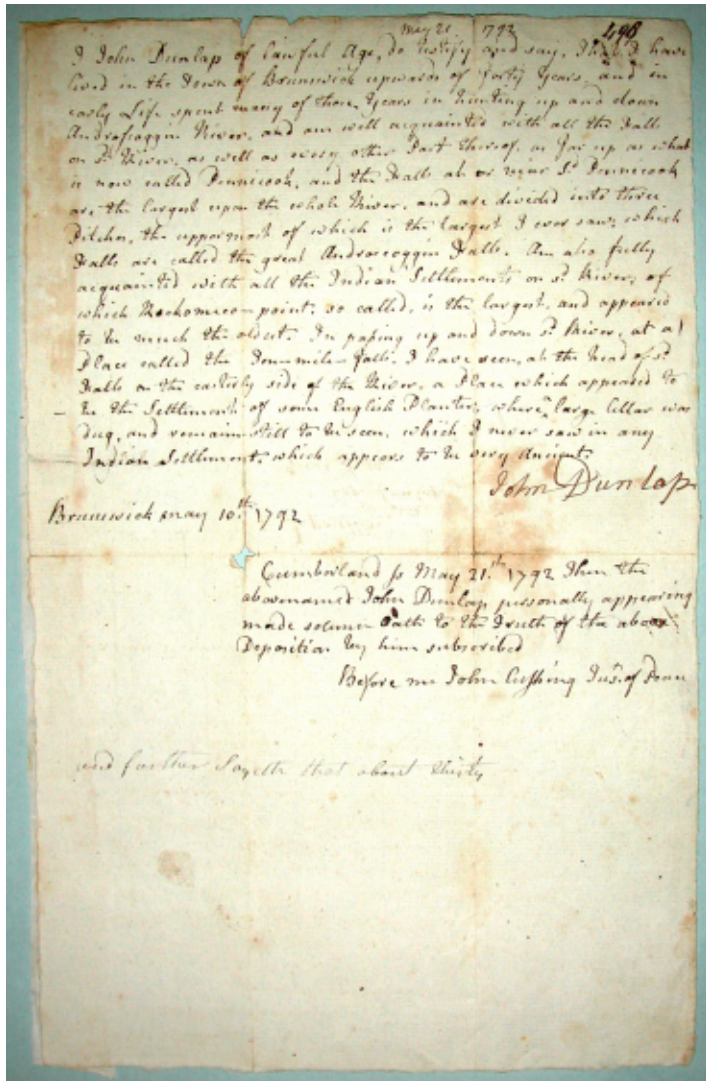 May 21 1792 498
I John Dunlap of lawful Age, do testify and say, That I have
lived in the Town of Brunswick upwards of forty Years, and in
early Life spent many of those Years in hunting up and down
Androscoggin River, and am well acquainted with all the Falls
on sd. River, as well as every other Part thereof, as far up as what
is now called Pennicook, and the Falls at or near sd. Pennicook
are the largest upon the whole River, and are divided into three
Pitches, the uppermost of which is the largest I ever saw, which
Falls are called the great Androscoggin Falls. Am also fully
acquainted with all the Indian Settlements on sd. River, of
which point, so called, is the largest, and appeared
to be much the oldest. In passing up and down sd. River, at a
Place called the Falls, I have seen, at the head of sd.
Falls on the easterly side of the River, a Place which appeared to
be the Settlement of some English Planter, where a large Cellar was
dug, and remains still to be seen, which I never saw in any
Indian Settlement, which appears to be very Ancient.
John Dunlap
Brunswick May 10th. 1792
Cumberland ss May 21.th 1792 Then the
abovenamed John Dunlap personally appearing
made solemn Oath to the Truth of the above
Deposition by him subscribed
Before me John Cushing Jus. of Peace
and further Sayeth that about thirty